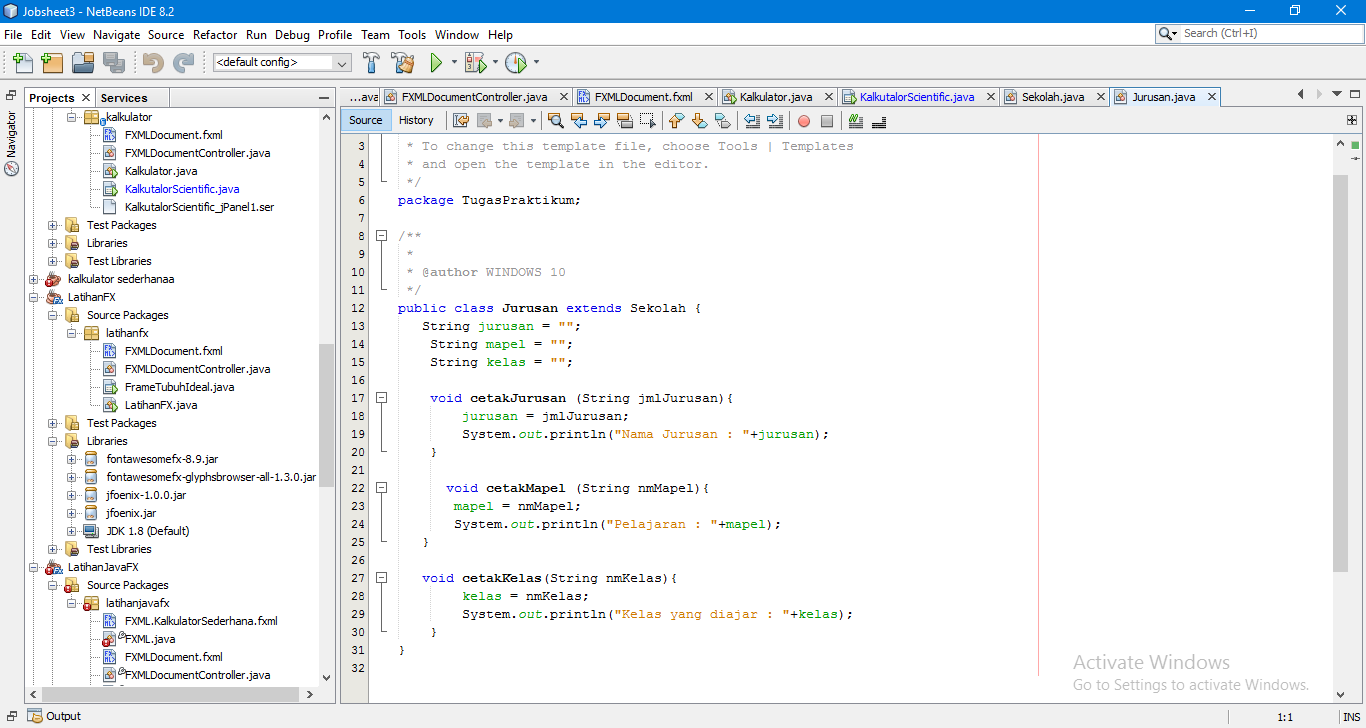 Jobsheet3 - NetBeans IDE 8.2
File Edit View Navigate Source Refactor Run Debug Profile Team Tools Window Help
Search (Ctrl+I)
<default config>
Projects
Services
Navigator
kalkulator
FXMLDocument.fxml
FXMLDocumentController.java
Kalkulator.java
KalkutalorScientific.java
KalkutalorScientific_jPanel1.ser
Test Packages
Libraries
Test Libraries
kalkulator sederhanaa
LatihanFX
Source Packages
latihanfx
FXMLDocument.fxml
FXMLDocumentController.java
FrameTubuhIdeal.java
LatihanFX.java
Test Packages
Libraries
fontawesomefx-8.9.jar
fontawesomefx-glyphsbrowser-all-1.3.0.jar
jfoenix-1.0.0.jar
jfoenix.jar
JDK 1.8 (Default)
Test Libraries
LatihanJavaFX
Source Packages
latihanjavafx
FXML.KalkulatorSederhana.fxml
FXML.java
FXMLDocument.fxml
FXMLDocumentController.java
...ava FXMLDocumentController.java FXMLDocument.fxml Kalkulator.java KalkutalorScientific.java Sekolah.java Jurusan.java
Source History
3 * To change this template file, choose Tools | Templates
4 * and open the template in the editor.
5 */
6 package TugasPraktikum;
7
8 /**
9 *
10 * @author WINDOWS 10
11 */
12 public class Jurusan extends Sekolah {
13 String jurusan = "";
14 String mapel = "";
15 String kelas = "";
16
17 void cetakJurusan (String jmlJurusan){
18 jurusan = jmlJurusan;
19 System.out.println("Nama Jurusan : "+jurusan);
20 }
21
22 void cetakMapel (String nmMapel){
23 mapel = nmMapel;
24 System.out.println("Pelajaran : "+mapel);
25 }
26
27 void cetakKelas(String nmKelas){
28 kelas = nmKelas;
29 System.out.println("Kelas yang diajar : "+kelas);
30 }
31 }
32
Activate Windows
Go to Settings to activate Windows.
Output
1:1 INS